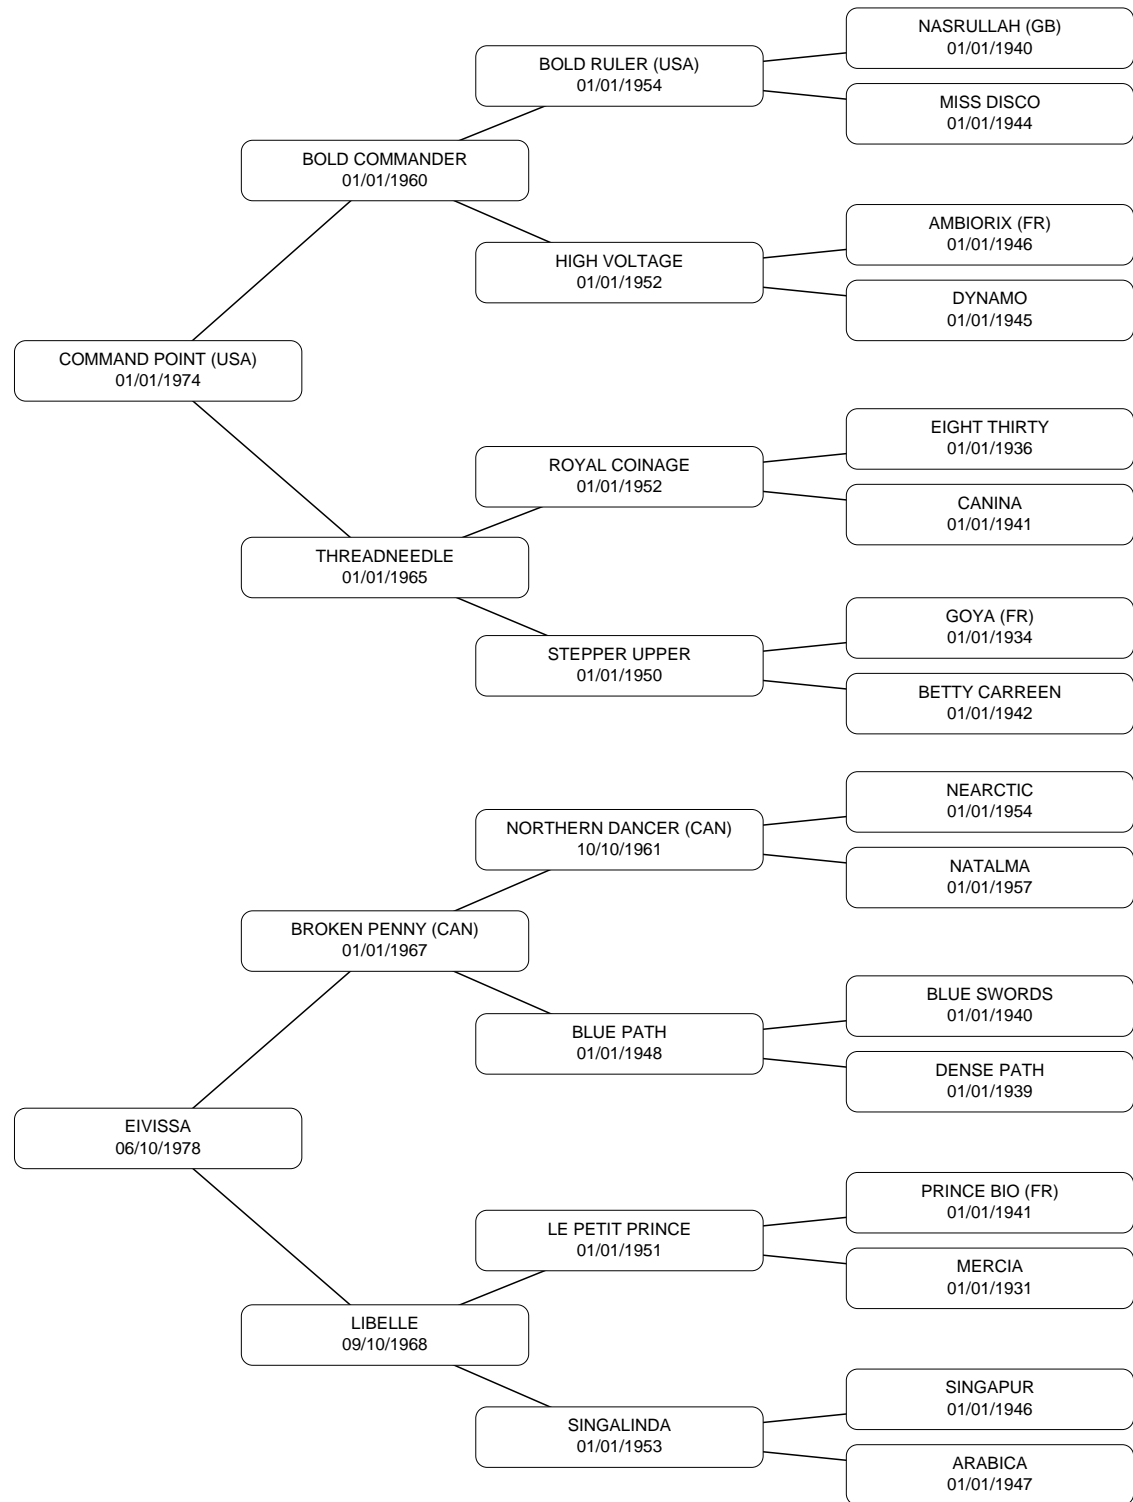 NASRULLAH (GB)
01/01/1940
BOLD RULER (USA)
01/01/1954
MISS DISCO
01/01/1944
BOLD COMMANDER
01/01/1960
AMBIORIX (FR)
01/01/1946
HIGH VOLTAGE
01/01/1952
DYNAMO
01/01/1945
COMMAND POINT (USA)
01/01/1974
EIGHT THIRTY
01/01/1936
ROYAL COINAGE
01/01/1952
CANINA
01/01/1941
THREADNEEDLE
01/01/1965
GOYA (FR)
01/01/1934
STEPPER UPPER
01/01/1950
BETTY CARREEN
01/01/1942
NEARCTIC
01/01/1954
NORTHERN DANCER (CAN)
10/10/1961
NATALMA
01/01/1957
BROKEN PENNY (CAN)
01/01/1967
BLUE SWORDS
01/01/1940
BLUE PATH
01/01/1948
DENSE PATH
01/01/1939
EIVISSA
06/10/1978
PRINCE BIO (FR)
01/01/1941
LE PETIT PRINCE
01/01/1951
MERCIA
01/01/1931
LIBELLE
09/10/1968
SINGAPUR
01/01/1946
SINGALINDA
01/01/1953
ARABICA
01/01/1947